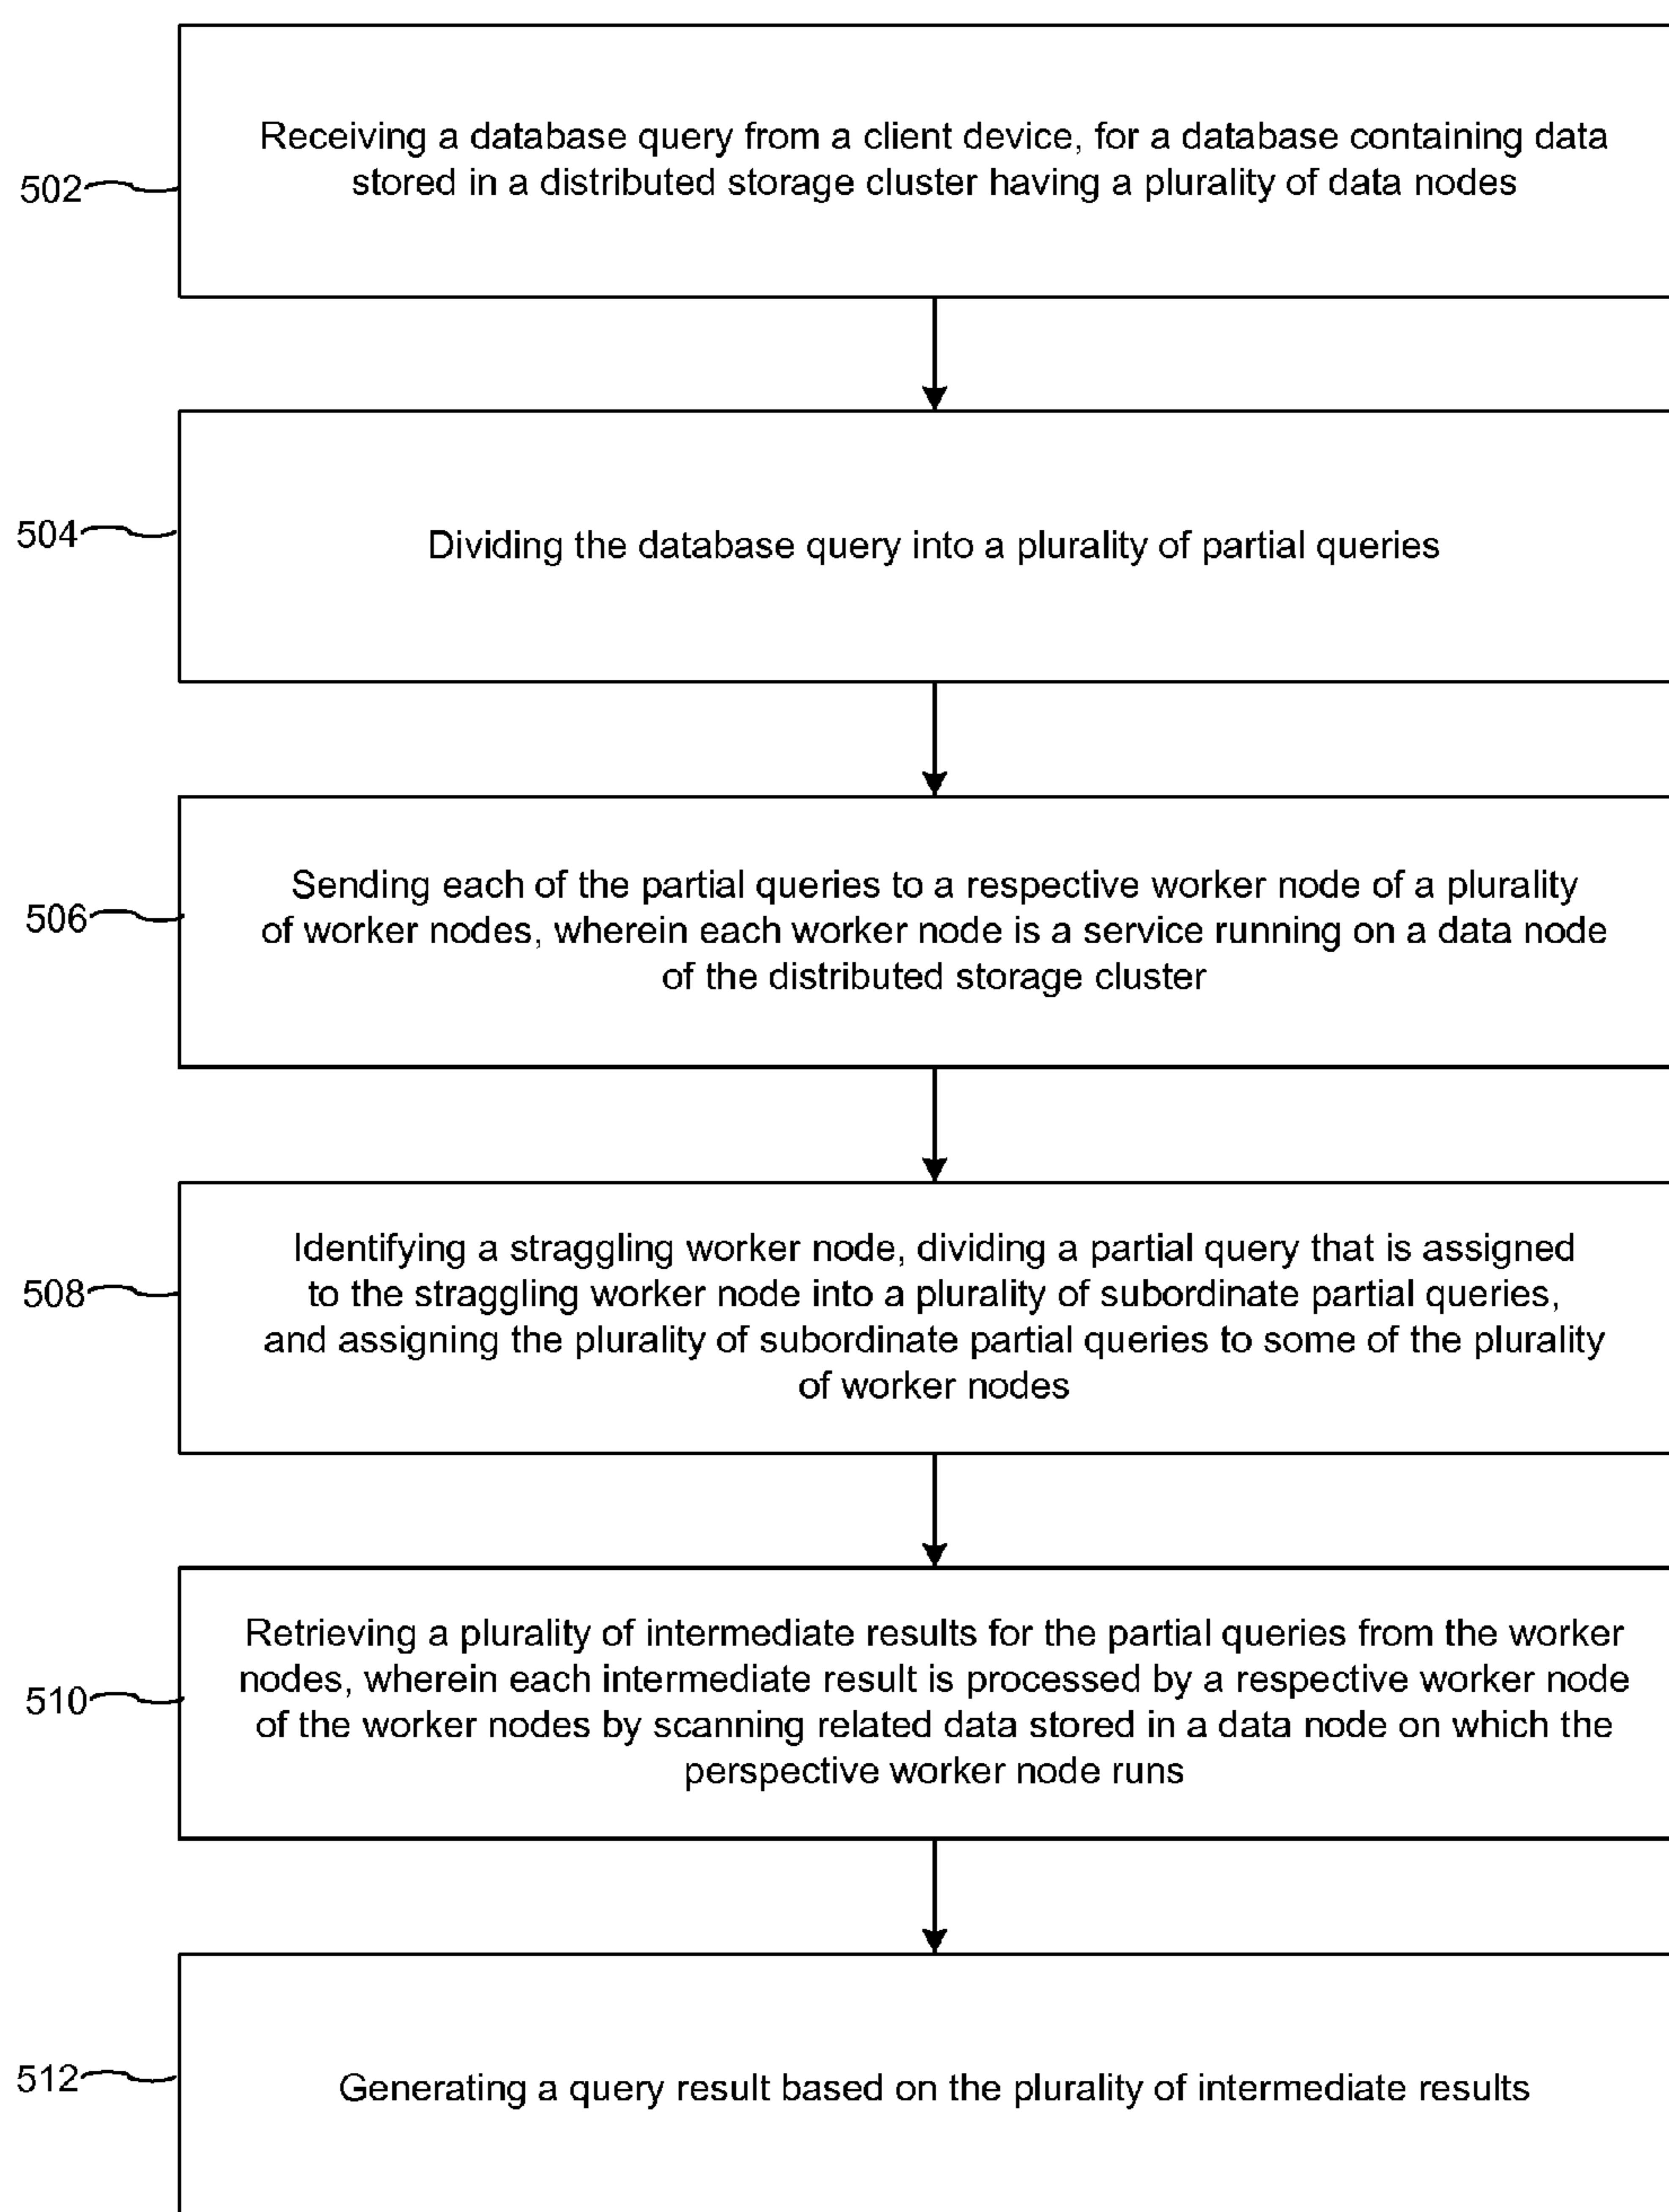 Receiving a database query from a client device, for a database containing data
stored in a distributed storage cluster having a plurality of data nodes
502
504
Dividing the database query into a plurality of partial queries
Sending each of the partial queries to a respective worker node of a plurality
506
of worker nodes, wherein each worker node is a service running on a data node
of the distributed storage cluster
Identifying a straggling worker node, dividing a partial query that is assigned
508
to the straggling worker node into a plurality of subordinate partial queries,
and assigning the plurality of subordinate partial queries to some of the plurality
of worker nodes
Retrieving a plurality of intermediate results for the partial queries from the worker
nodes, wherein each intermediate result is processed by a respective worker node
510
of the worker nodes by scanning related data stored in a data node on which the
perspective worker node runs
512
Generating a query result based on the plurality of intermediate results